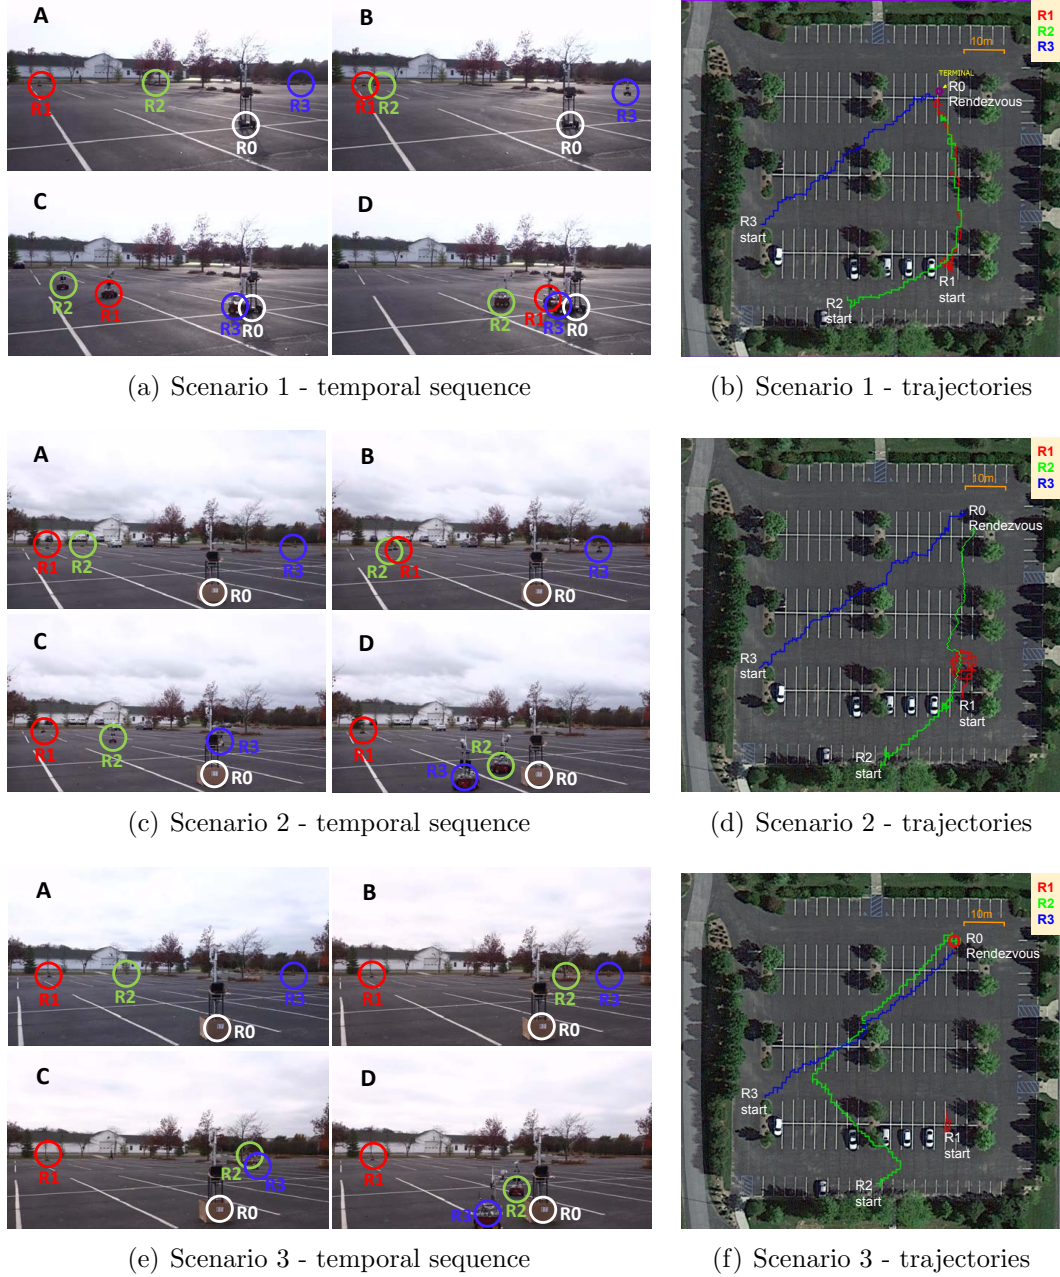 A
B
R1
R2
R3
R0
R1
R2
R3
R0
C
D
R2
R1
R3
R0
R2
R1
R3
R0
R1
R2
R3
10m
TERMINAL
R0
Rendezvous
R3
start
R1
start
R2
start
(a) Scenario 1 - temporal sequence
(b) Scenario 1 - trajectories
A
B
R1
R2
R3
R0
R2
R1
R3
R0
C
D
R1
R2
R3
R0
R1
R2
R3
R0
R1
R2
R3
10m
R0
Rendezvous
R3
start
R1
start
R2
start
(c) Scenario 2 - temporal sequence
(d) Scenario 2 - trajectories
A
B
R1
R2
R3
R0
R1
R2
R3
R0
C
D
R1
R2
R3
R0
R1
R2
R3
R0
R1
R2
R3
10m
R0
Rendezvous
R3
start
R1
start
R2
start
(e) Scenario 3 - temporal sequence
(f) Scenario 3 - trajectories